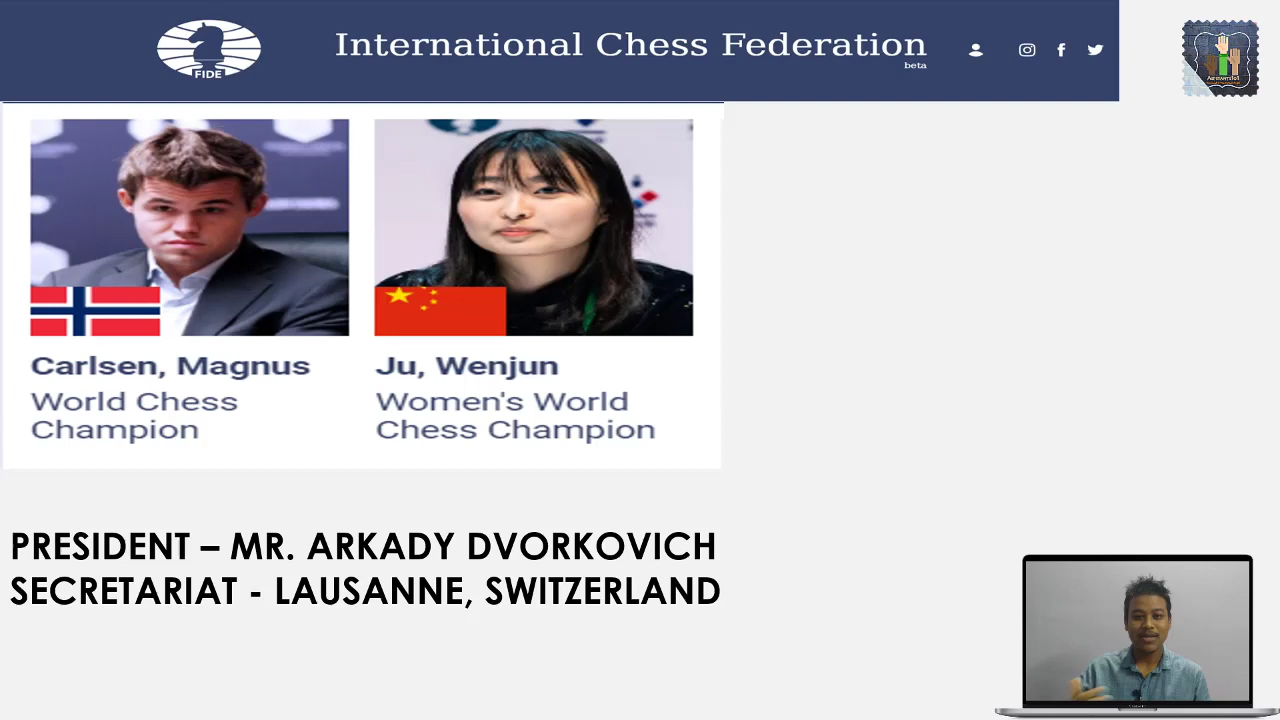 International Chess Federation
beta
FIDE
Carlsen, Magnus
World Chess
Champion
Ju, Wenjun
Women's World
Chess Champion
PRESIDENT – MR. ARKADY DVORKOVICH
SECRETARIAT - LAUSANNE, SWITZERLAND